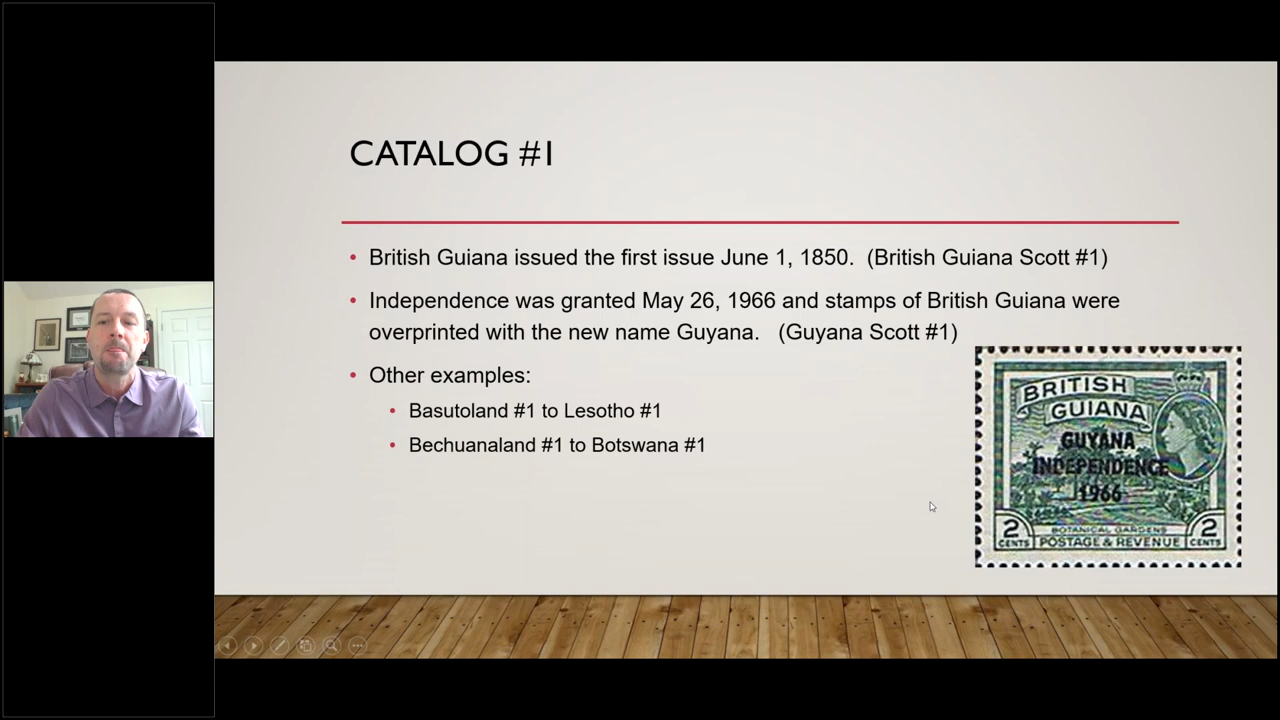 CATALOG #1
• British Guiana issued the first issue June 1, 1850.  (British Guiana Scott #1)
• Independence was granted May 26, 1966 and stamps of British Guiana were
overprinted with the new name Guyana.   (Guyana Scott #1)
• Other examples:
• Basutoland #1 to Lesotho #1
• Bechuanaland #1 to Botswana #1
BRITISH
GUIANA
GUYANA
INDEPENDENCE
1966
2 CENTS
BOTANICAL GARDENS
POSTAGE & REVENUE
2 CENTS